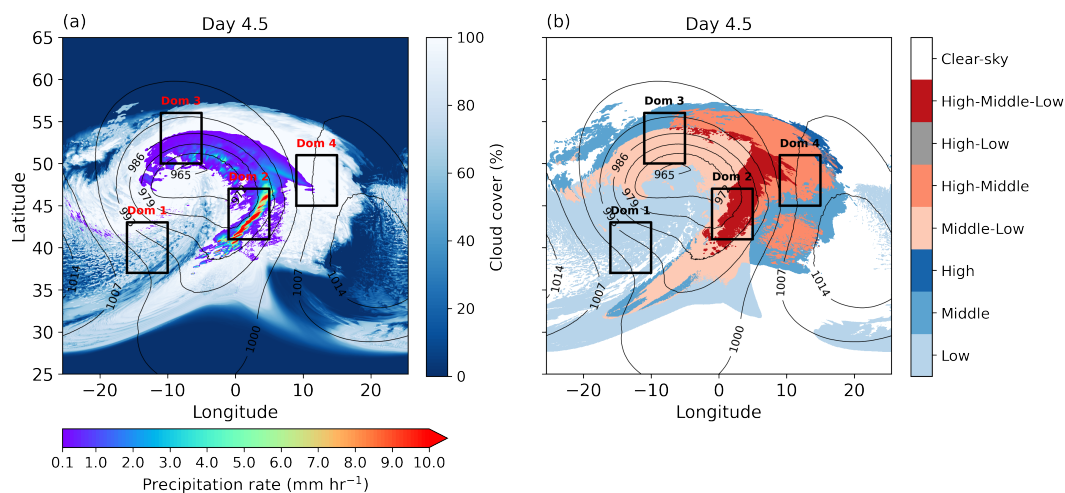 (a)
Day 4.5
(b)
Day 4.5
65
60
55
50
45
40
35
30
25
Latitude
−20
−10
0
10
20
Longitude
Dom 3
Dom 4
Dom 2
Dom 1
986
965
979
1014
1007
1000
1007
1014
100
80
60
40
20
0
Cloud cover (%)
0.1
1.0
2.0
3.0
4.0
5.0
6.0
7.0
8.0
9.0
10.0
Precipitation rate (mm hr⁻¹)
Dom 3
Dom 4
Dom 2
Dom 1
986
965
979
1014
1007
1000
1007
1014
−20
−10
0
10
20
Longitude
Clear-sky
High-Middle-Low
High-Low
High-Middle
Middle-Low
High
Middle
Low